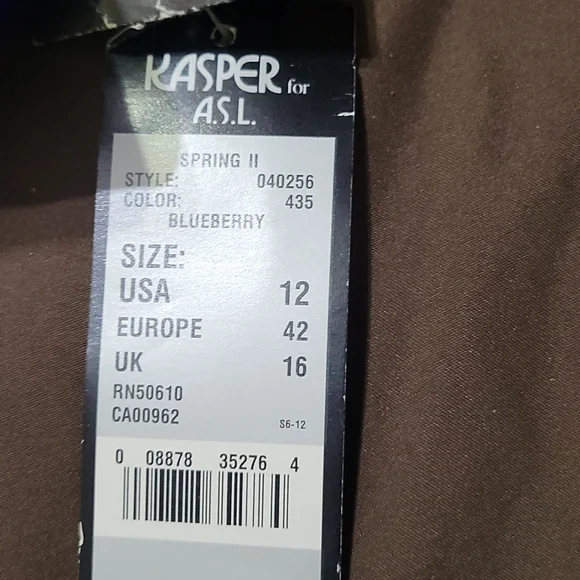 KASPER for
A.S.L.
SPRING II
STYLE: 040256
COLOR: 435
BLUEBERRY
SIZE:
USA 12
EUROPE 42
UK 16
RN50610
CA00962
S6-12
0 08878 35276 4